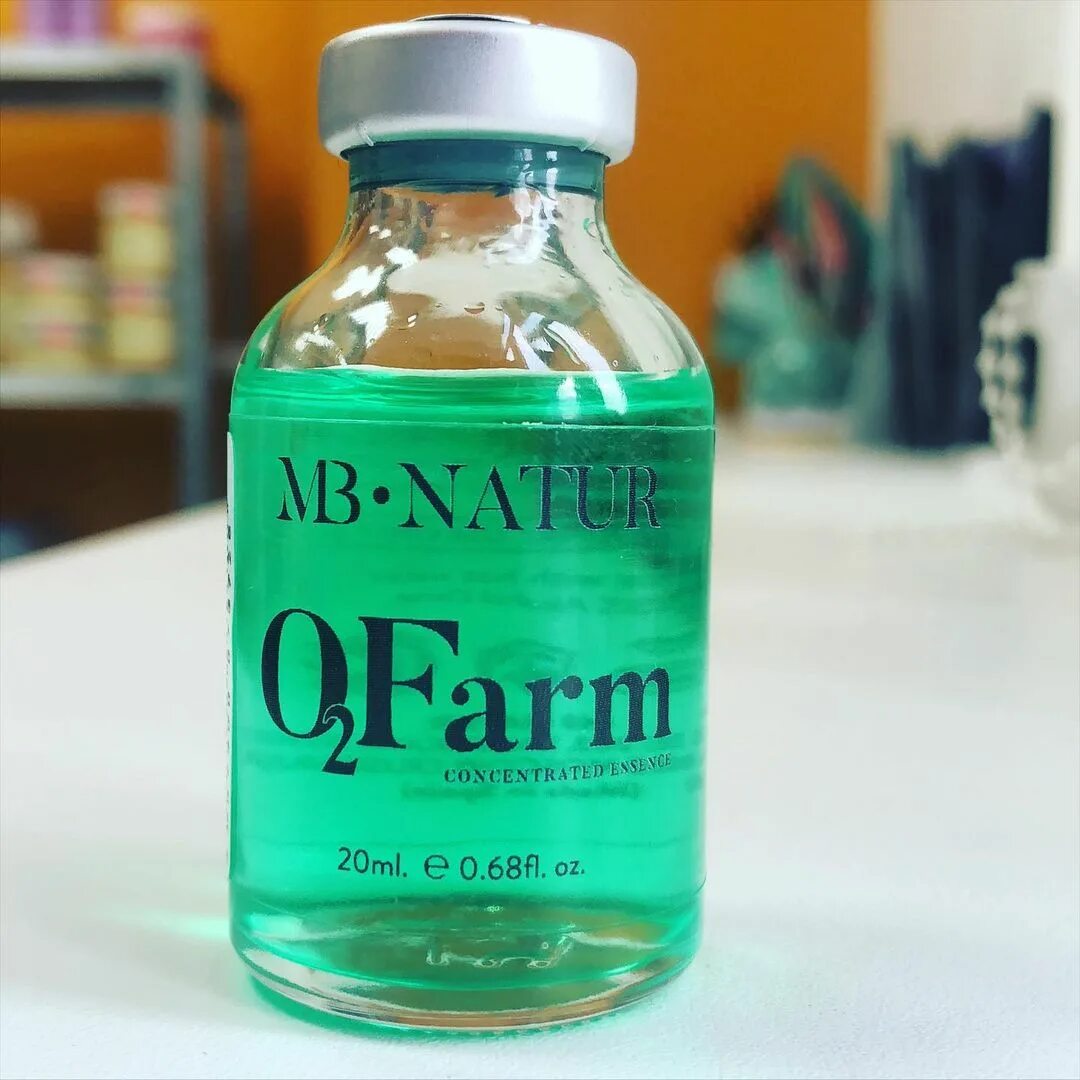 MB•NATUR
O₂Farm
CONCENTRATED ESSENCE
20ml. ℮ 0.68fl. oz.